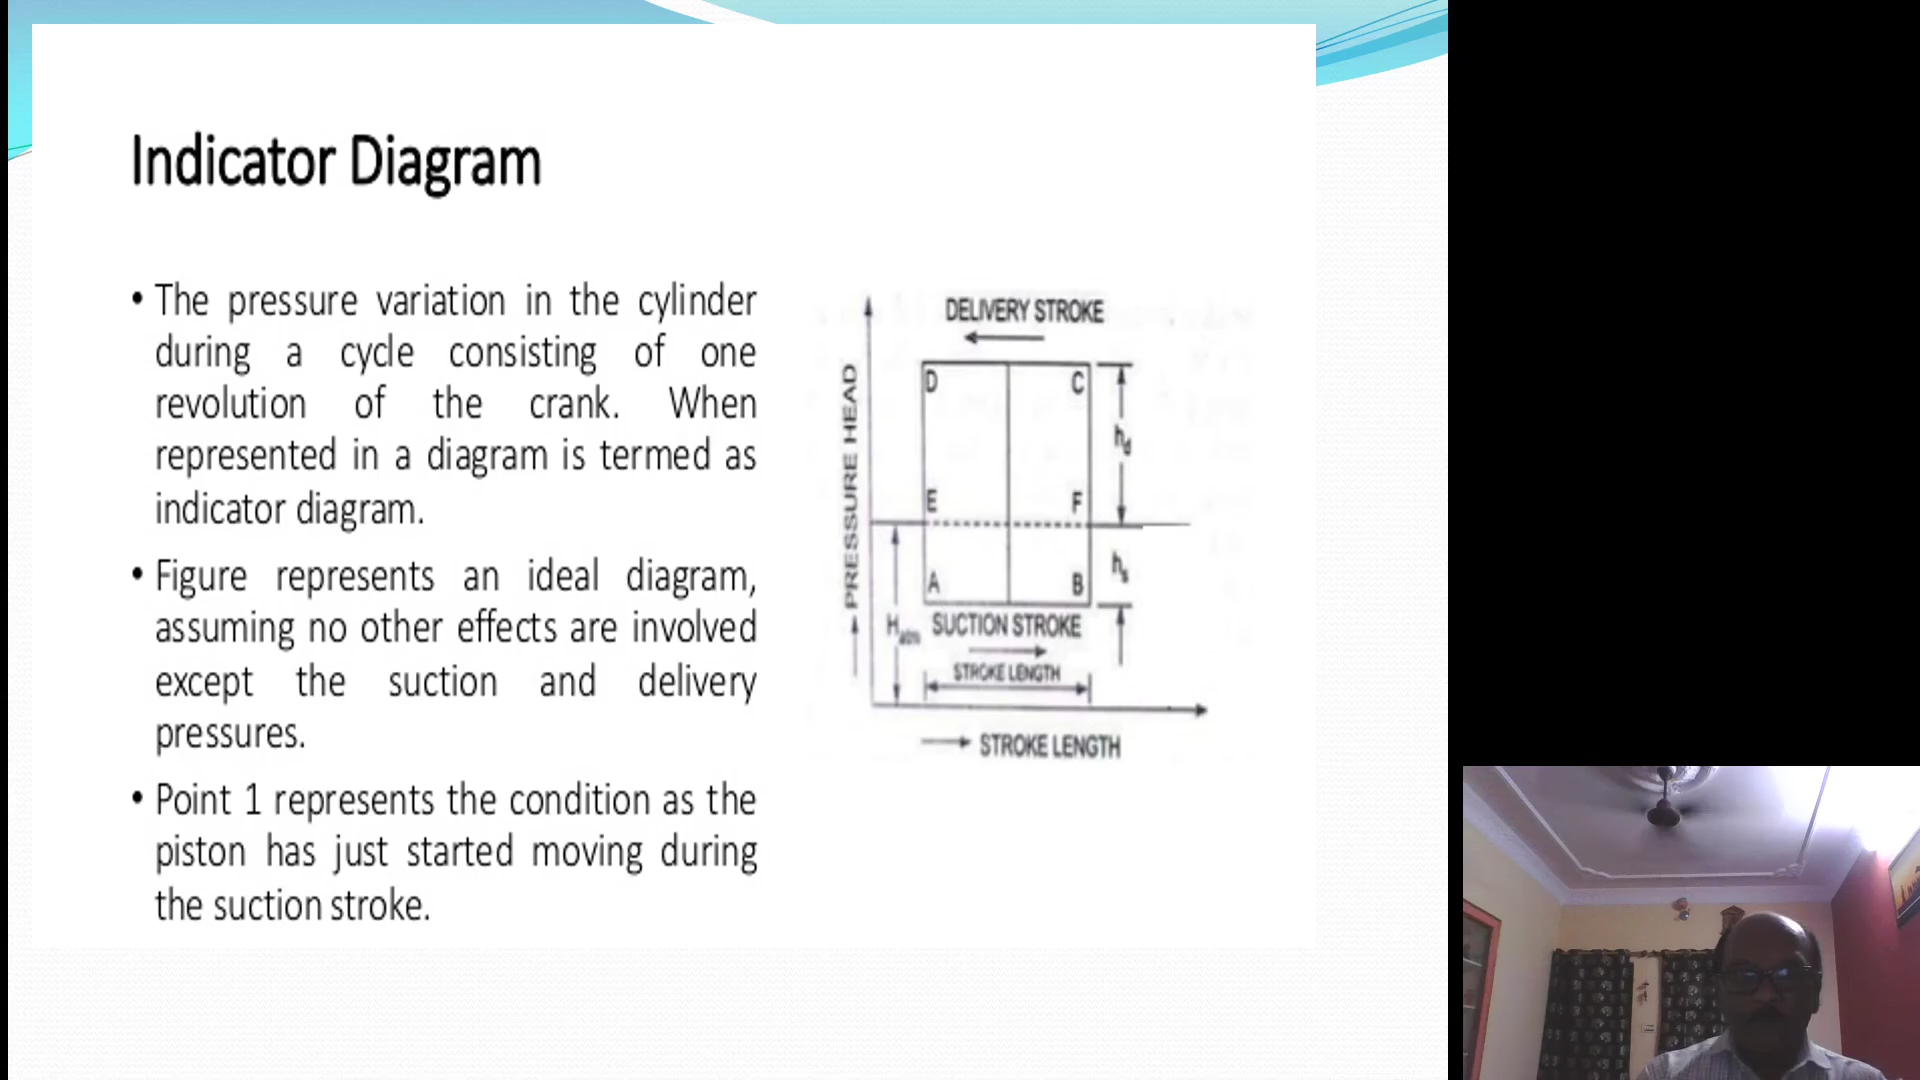 Indicator Diagram
• The pressure variation in the cylinder
during a cycle consisting of one
revolution of the crank. When
represented in a diagram is termed as
indicator diagram.
• Figure represents an ideal diagram,
assuming no other effects are involved
except the suction and delivery
pressures.
• Point 1 represents the condition as the
piston has just started moving during
the suction stroke.
DELIVERY STROKE
PRESSURE HEAD
D
C
hd
E
F
hs
A
B
Hatm
SUCTION STROKE
STROKE LENGTH
STROKE LENGTH